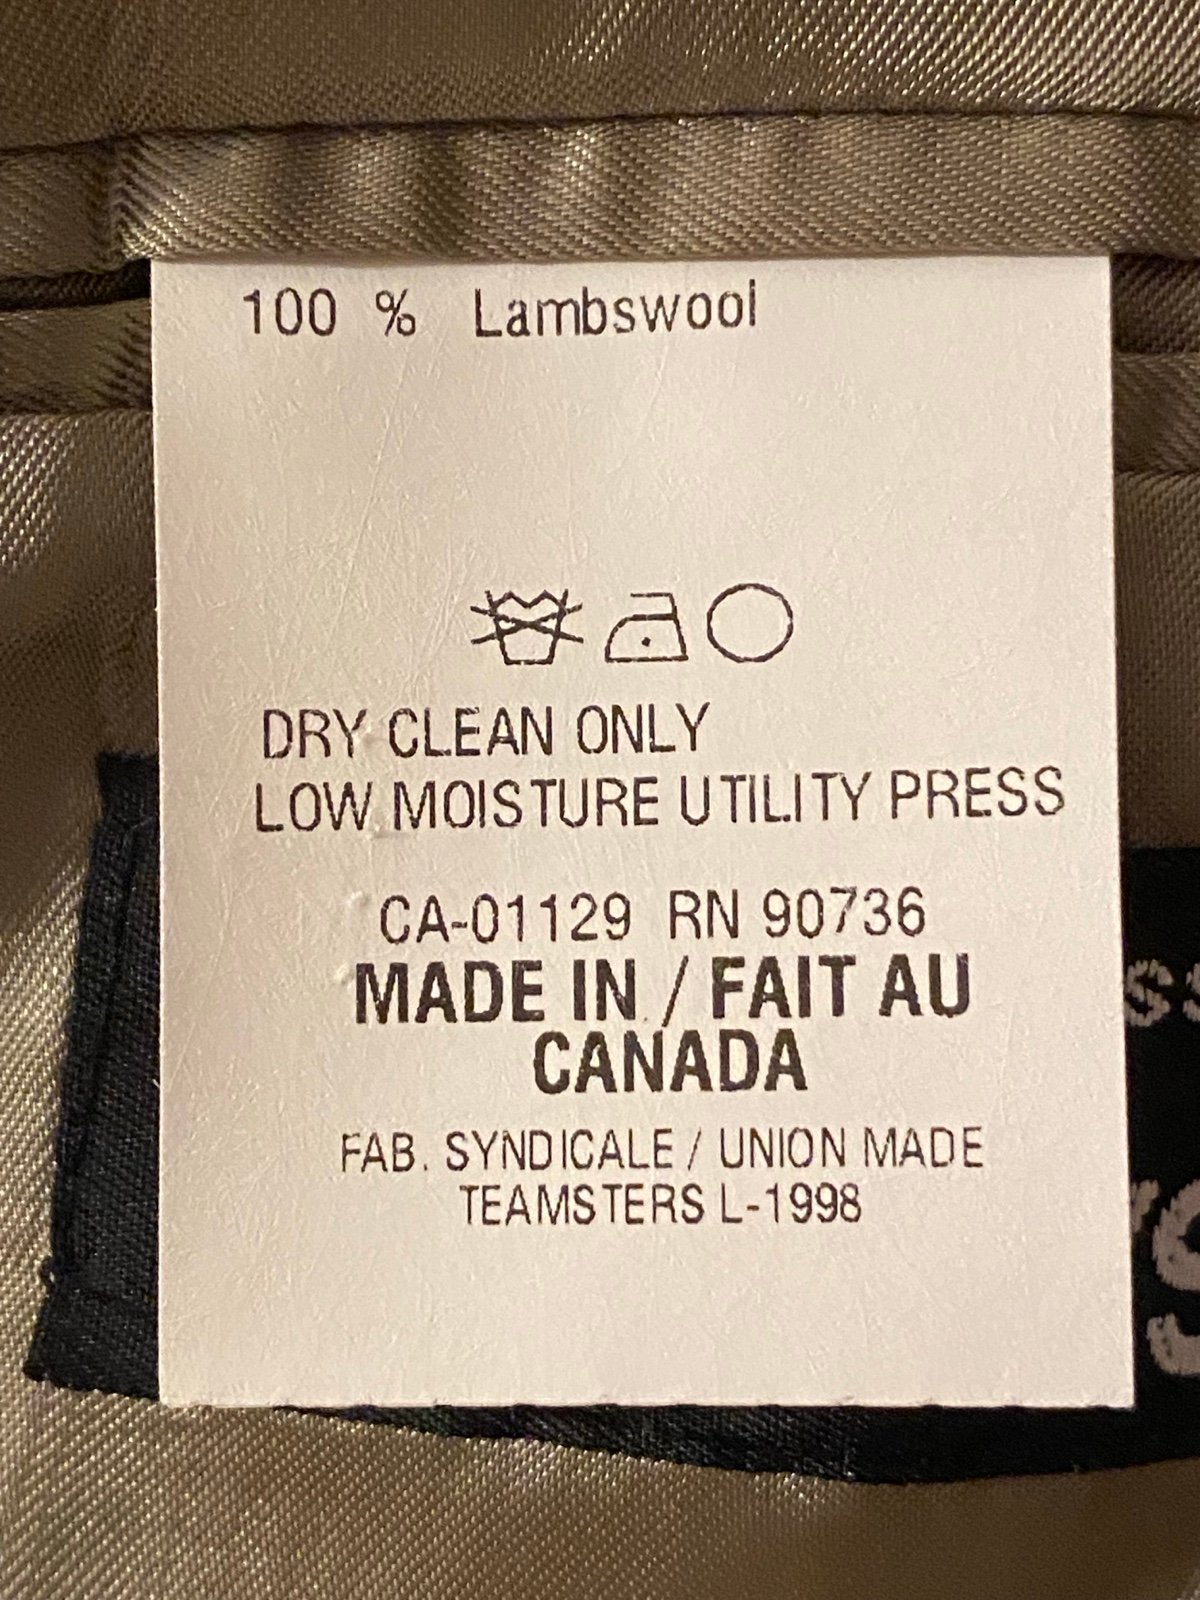 100 % Lambswool
DRY CLEAN ONLY
LOW MOISTURE UTILITY PRESS
CA-01129 RN 90736
MADE IN / FAIT AU
CANADA
FAB. SYNDICALE / UNION MADE
TEAMSTERS L-1998